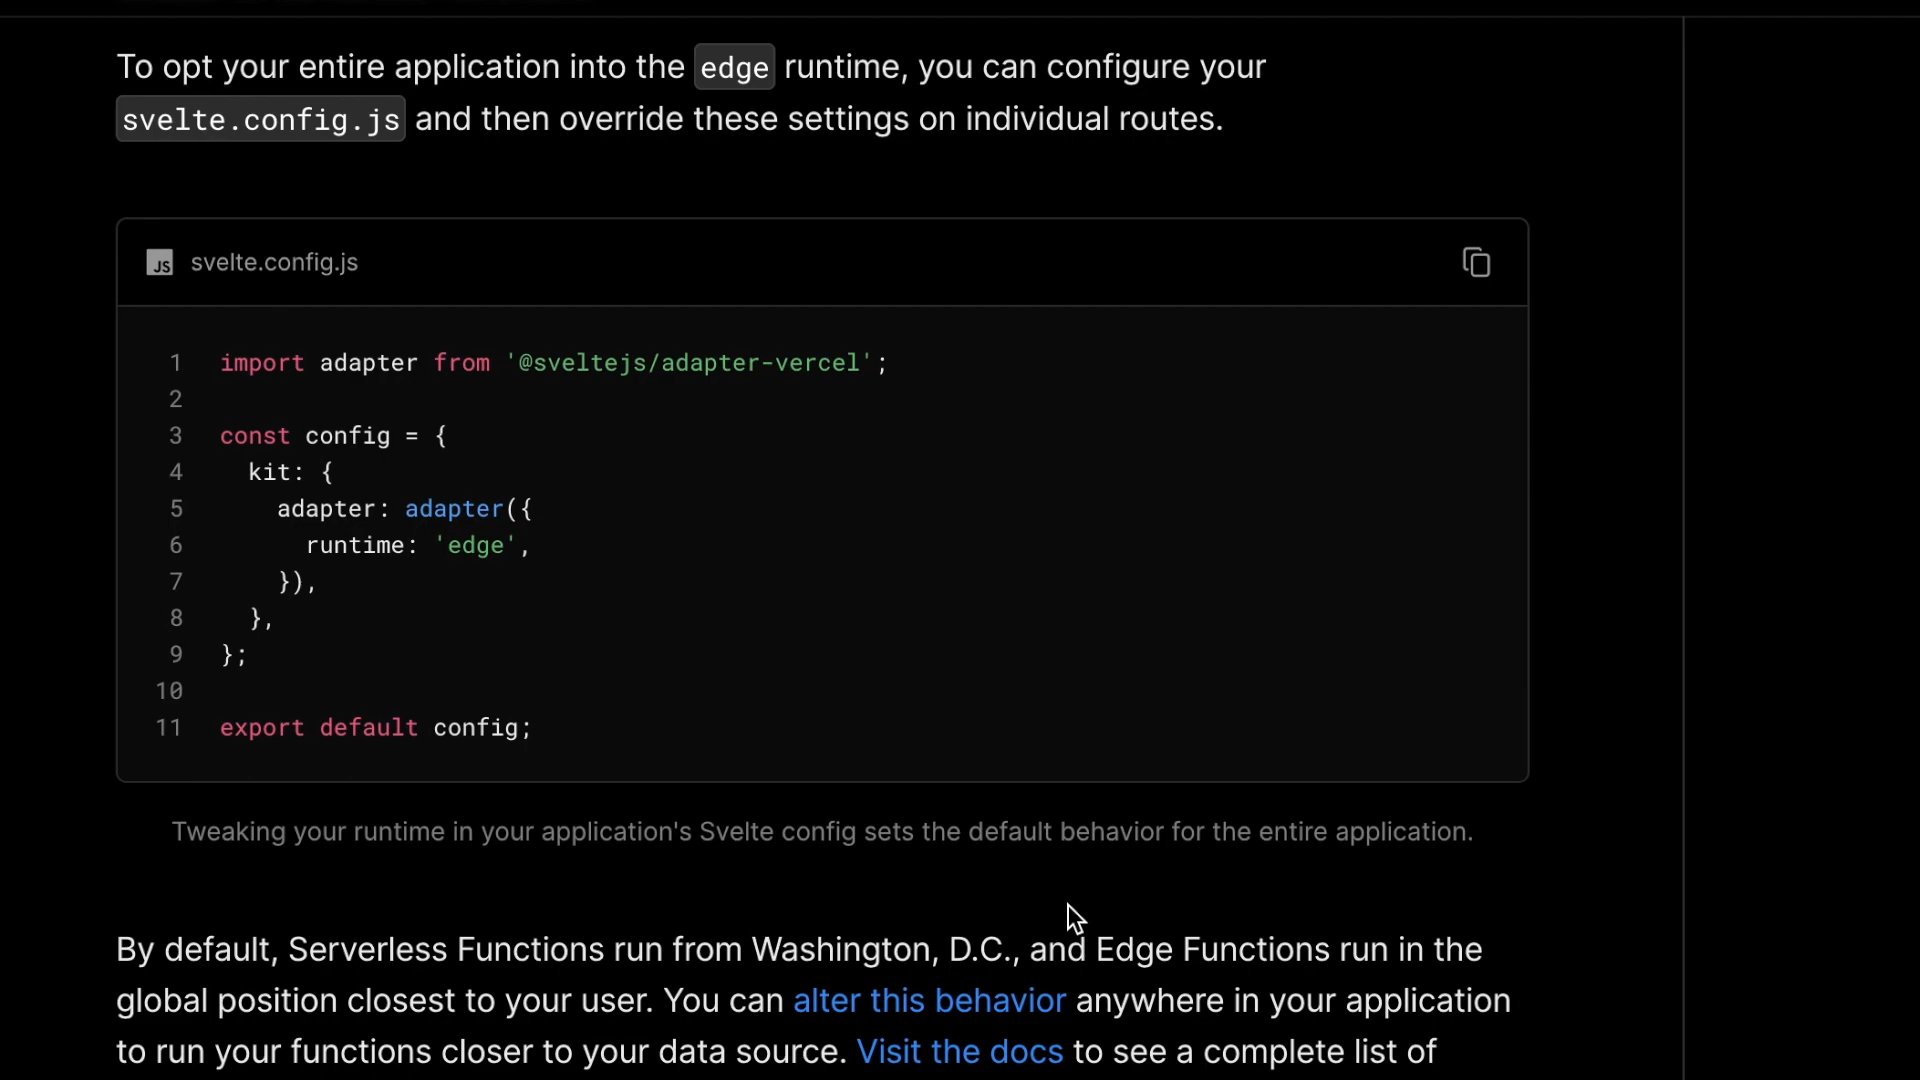 To opt your entire application into the edge runtime, you can configure your
svelte.config.js and then override these settings on individual routes.
JS svelte.config.js
1 import adapter from '@sveltejs/adapter-vercel';
2
3 const config = {
4   kit: {
5     adapter: adapter({
6       runtime: 'edge',
7     }),
8   },
9 };
10
11 export default config;
Tweaking your runtime in your application's Svelte config sets the default behavior for the entire application.
By default, Serverless Functions run from Washington, D.C., and Edge Functions run in the
global position closest to your user. You can alter this behavior anywhere in your application
to run your functions closer to your data source. Visit the docs to see a complete list of